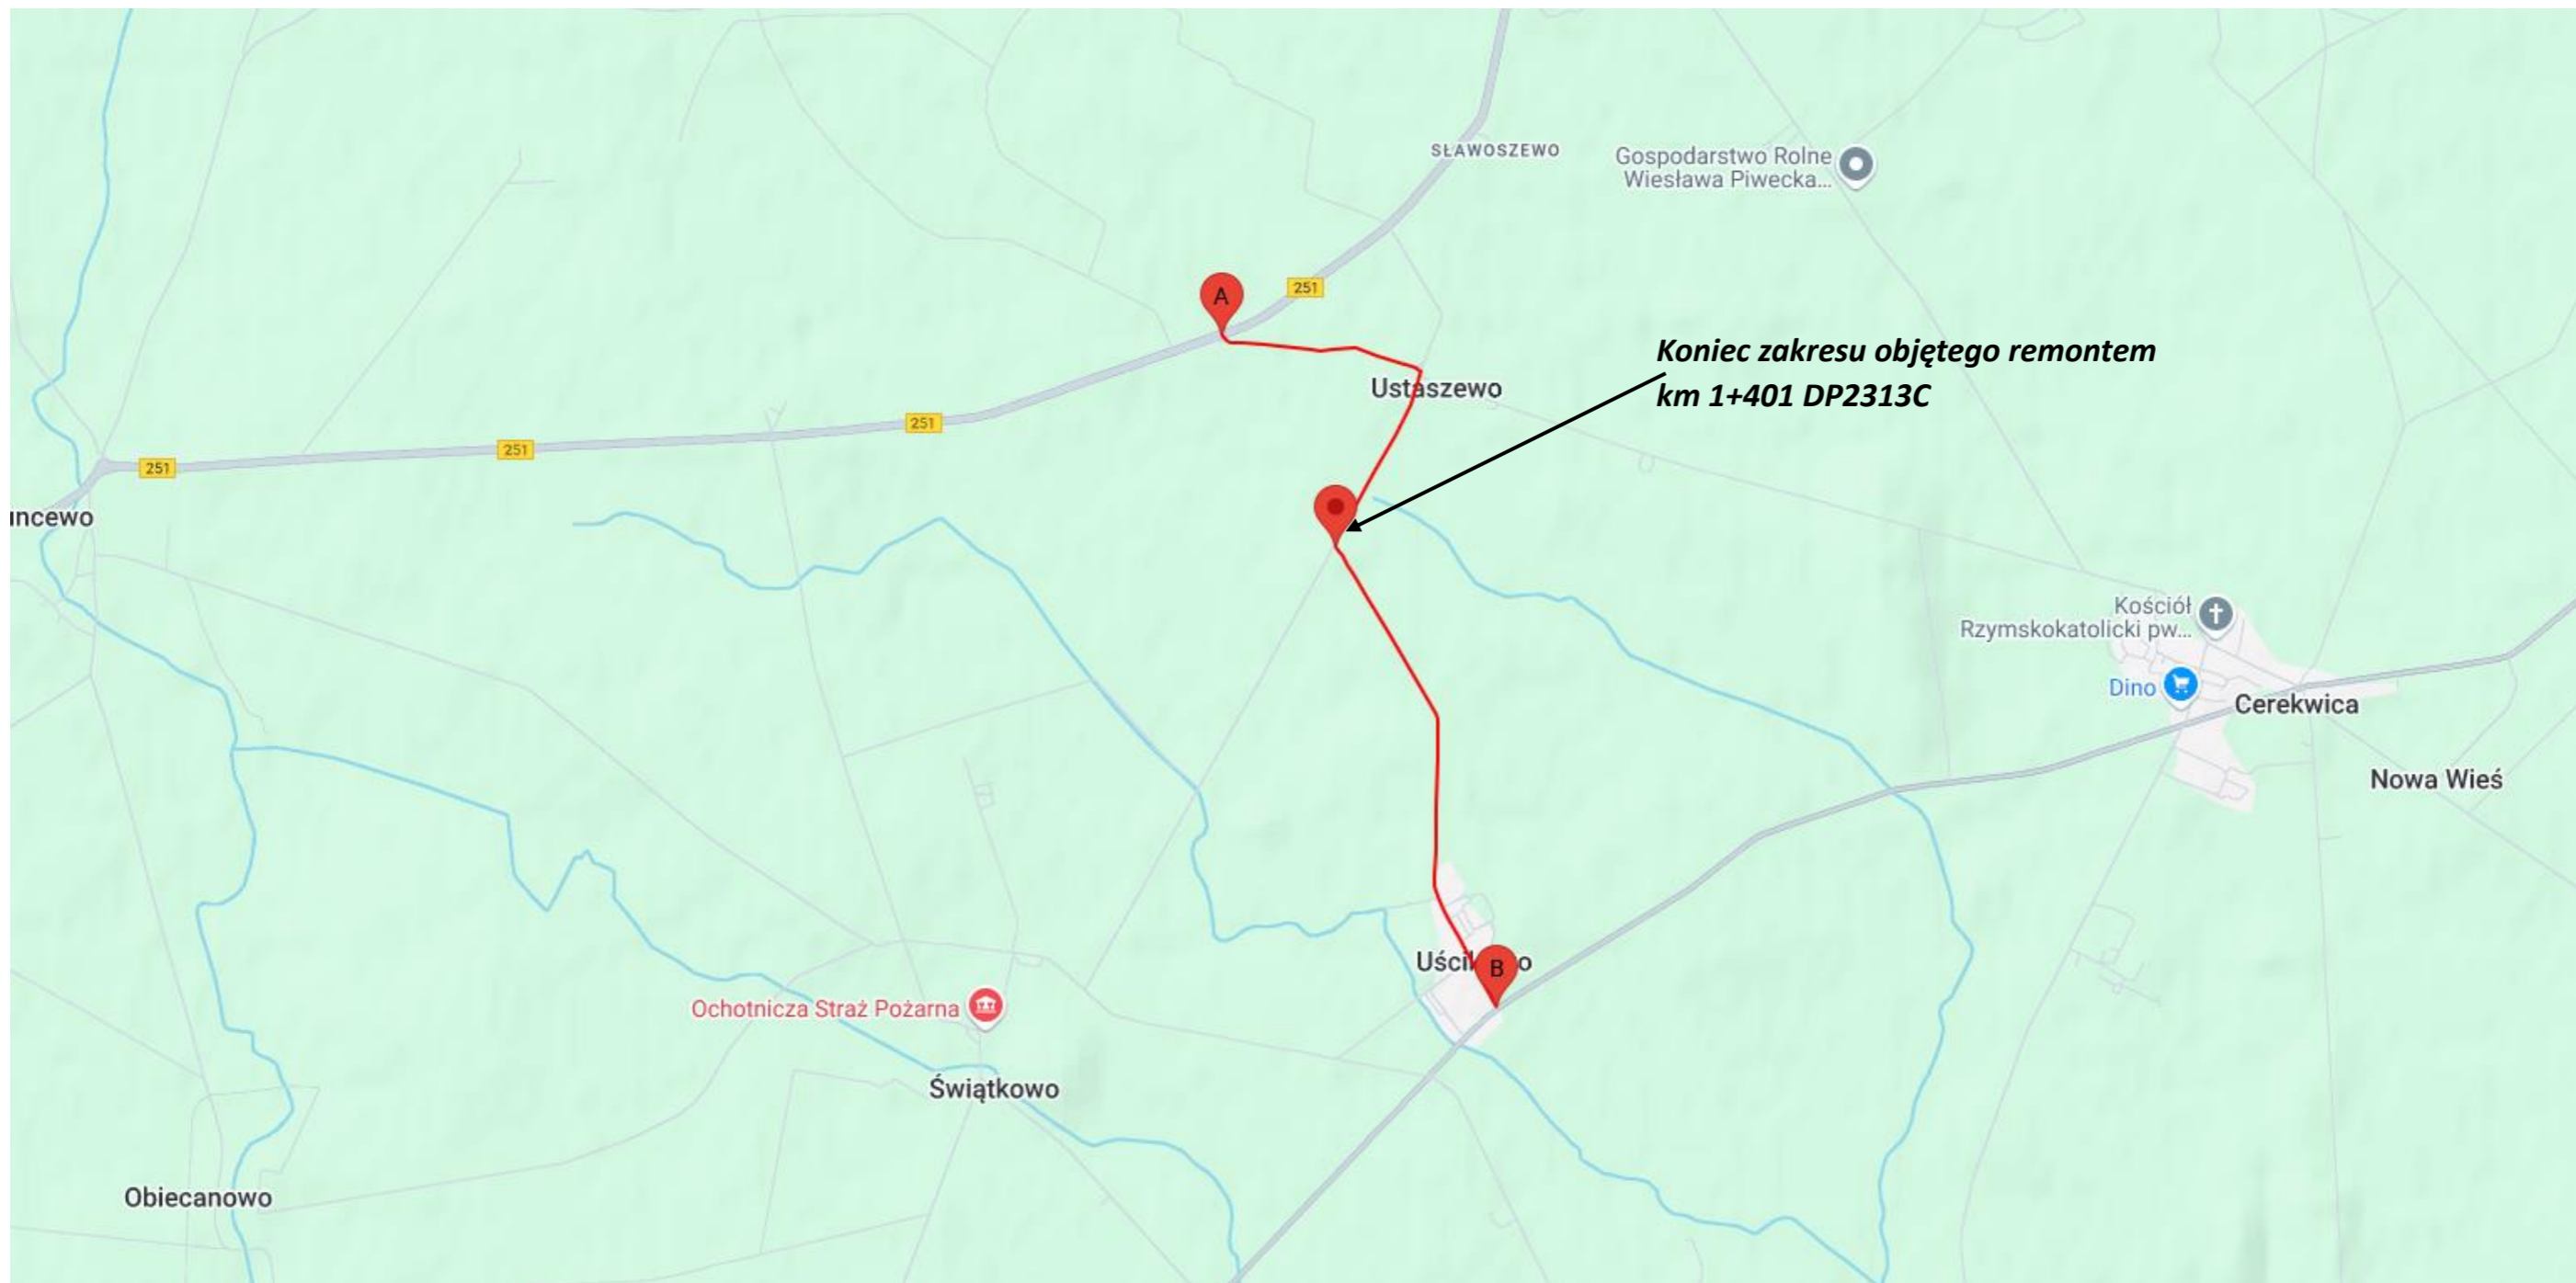 SŁAWOSZEWO
Gospodarstwo Rolne
Wiesława Piwecka...
A
251
Koniec zakresu objętego remontem
km 1+401 DP2313C
Ustaszewo
251
251
251
incewo
Kościół
Rzymskokatolicki pw...
Dino
Cerekwica
Nowa Wieś
B
Ochotnicza Straż Pożarna
Świątkowo
Obiecanowo